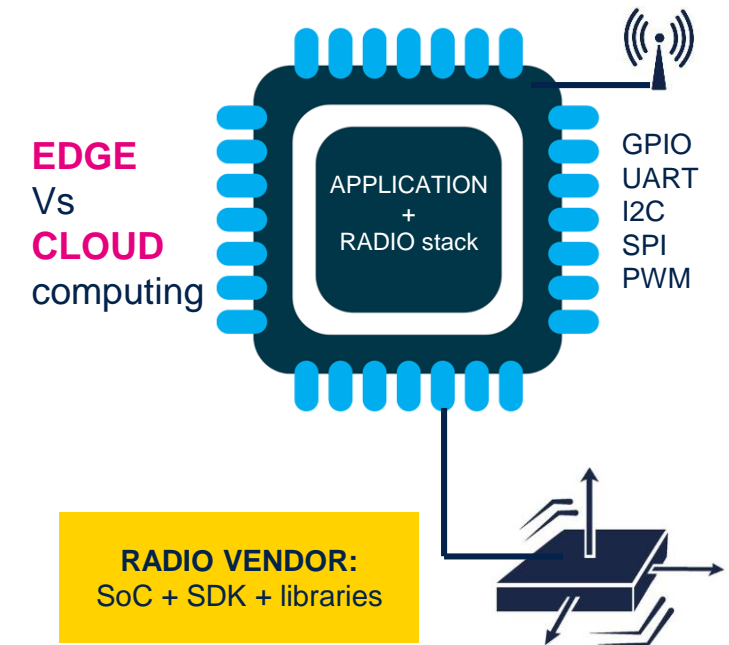 EDGE
Vs
CLOUD
computing
APPLICATION
+
RADIO stack
GPIO
UART
I2C
SPI
PWM
RADIO VENDOR:
SoC + SDK + libraries